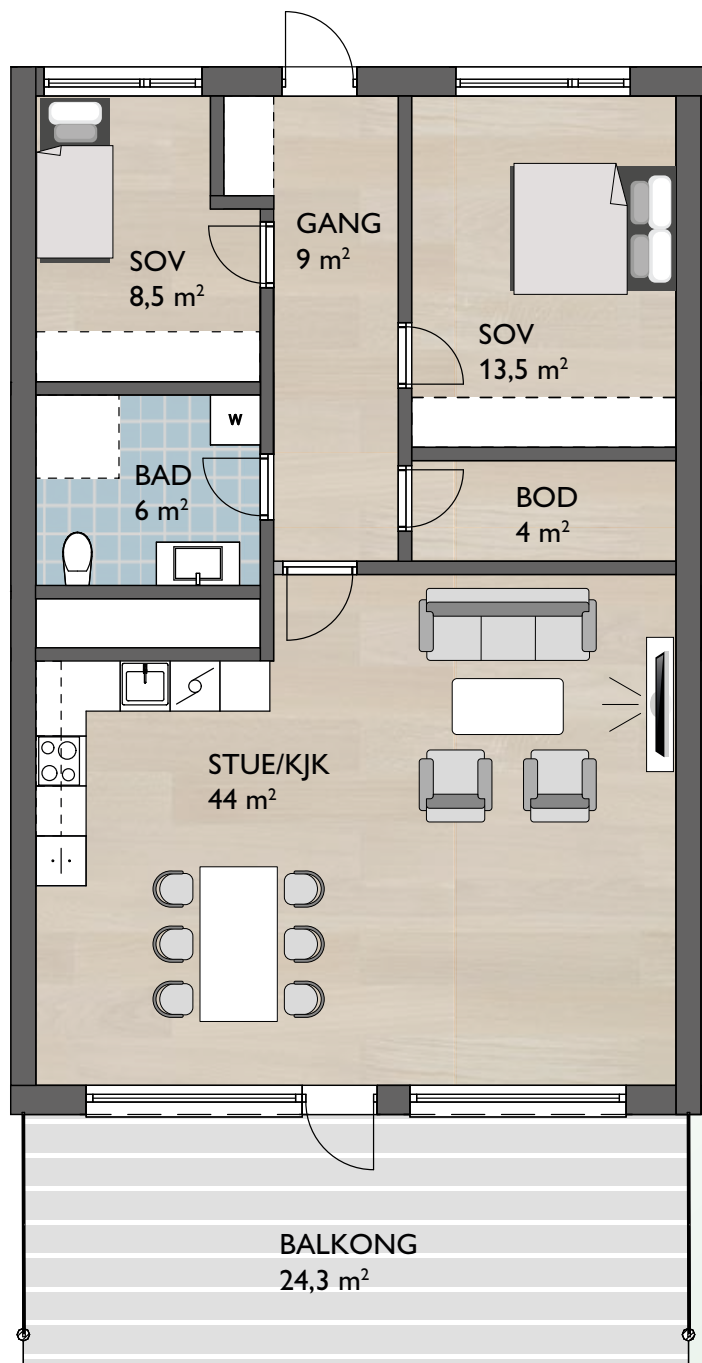 GANG
9 m²
SOV
8,5 m²
SOV
13,5 m²
W
BAD
6 m²
BOD
4 m²
STUE/KJK
44 m²
BALKONG
24,3 m²